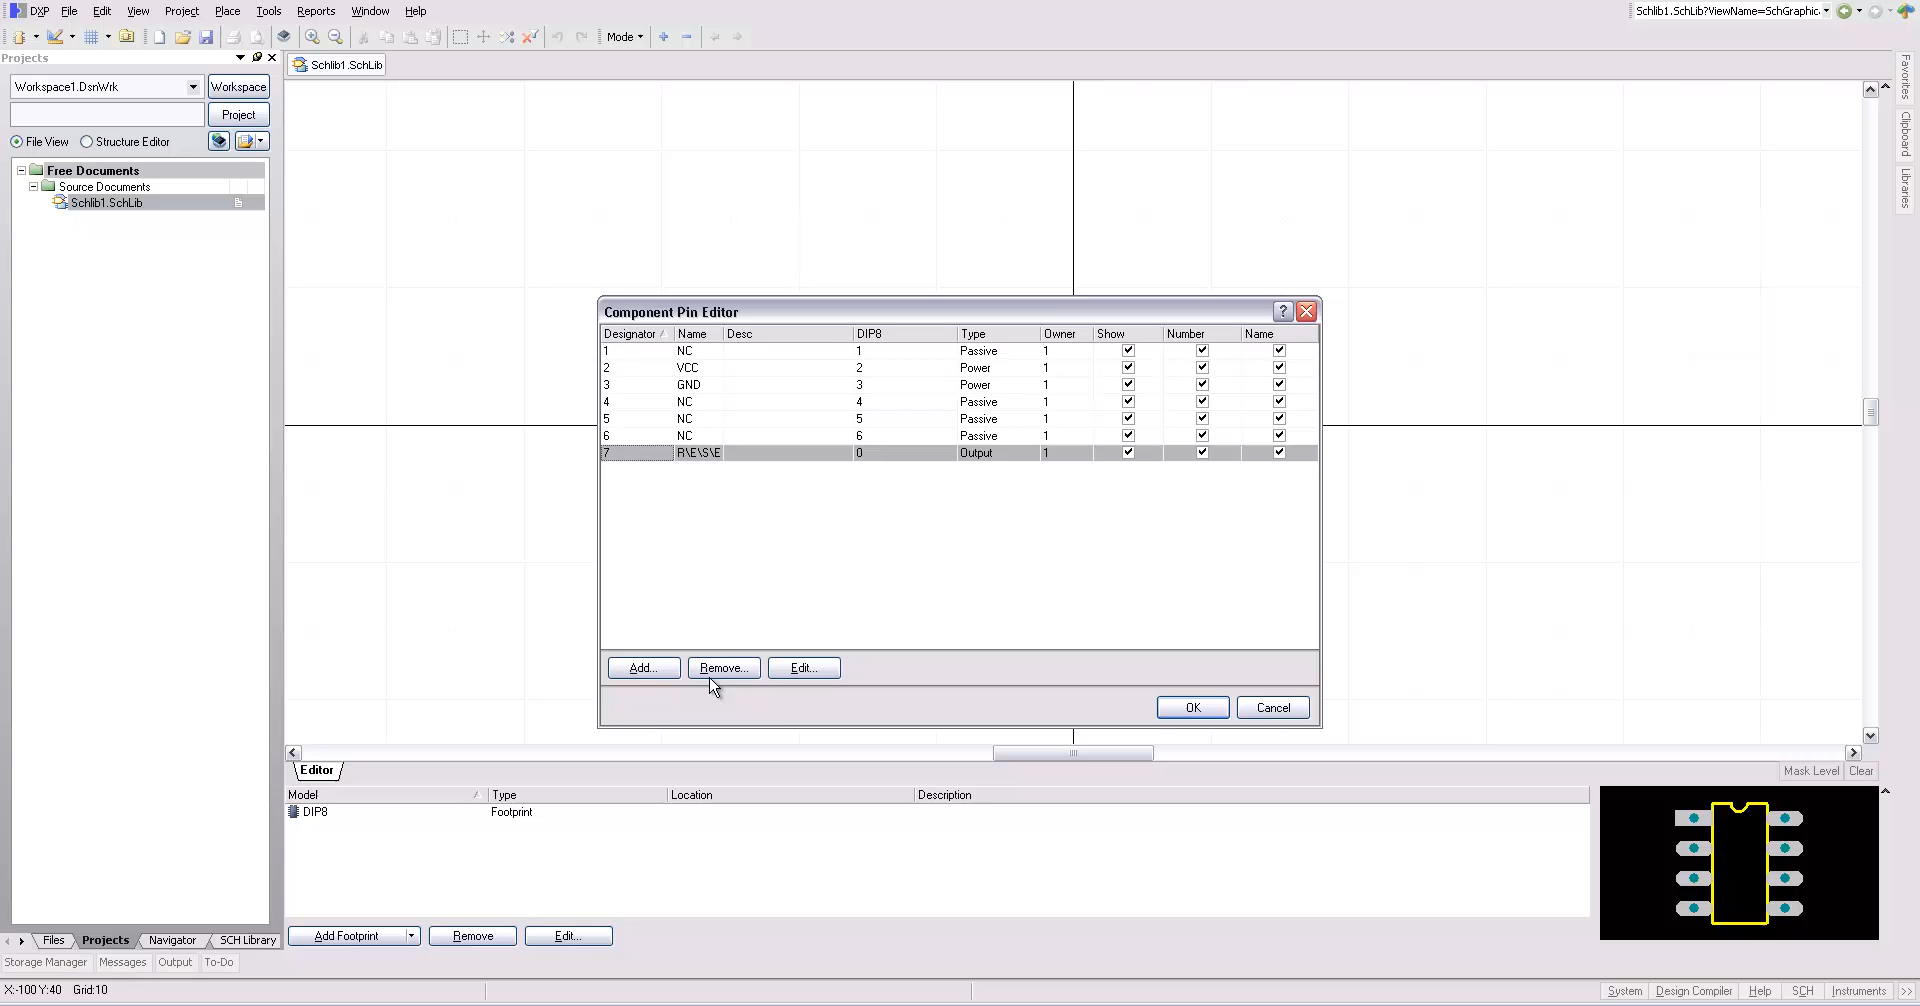 DXP File Edit View Project Place Tools Reports Window Help
Schlib1.SchLib?ViewName=SchGraphic.
Mode
Projects
Schlib1.SchLib
Workspace1.DsnWrk
Workspace
Project
File View Structure Editor
Free Documents
Source Documents
Schlib1.SchLib
Favorites
Clipboard
Libraries
Component Pin Editor
Designator Name Desc DIP8 Type Owner Show Number Name
1 NC 1 Passive 1
2 VCC 2 Power 1
3 GND 3 Power 1
4 NC 4 Passive 1
5 NC 5 Passive 1
6 NC 6 Passive 1
7 R\E\S\E 0 Output 1
Add... Remove... Edit...
OK Cancel
Editor
Mask Level Clear
Model Type Location Description
DIP8 Footprint
Add Footprint Remove Edit...
Files Projects Navigator SCH Library
Storage Manager Messages Output To-Do
X:-100 Y:40 Grid:10
System Design Compiler Help SCH Instruments >>